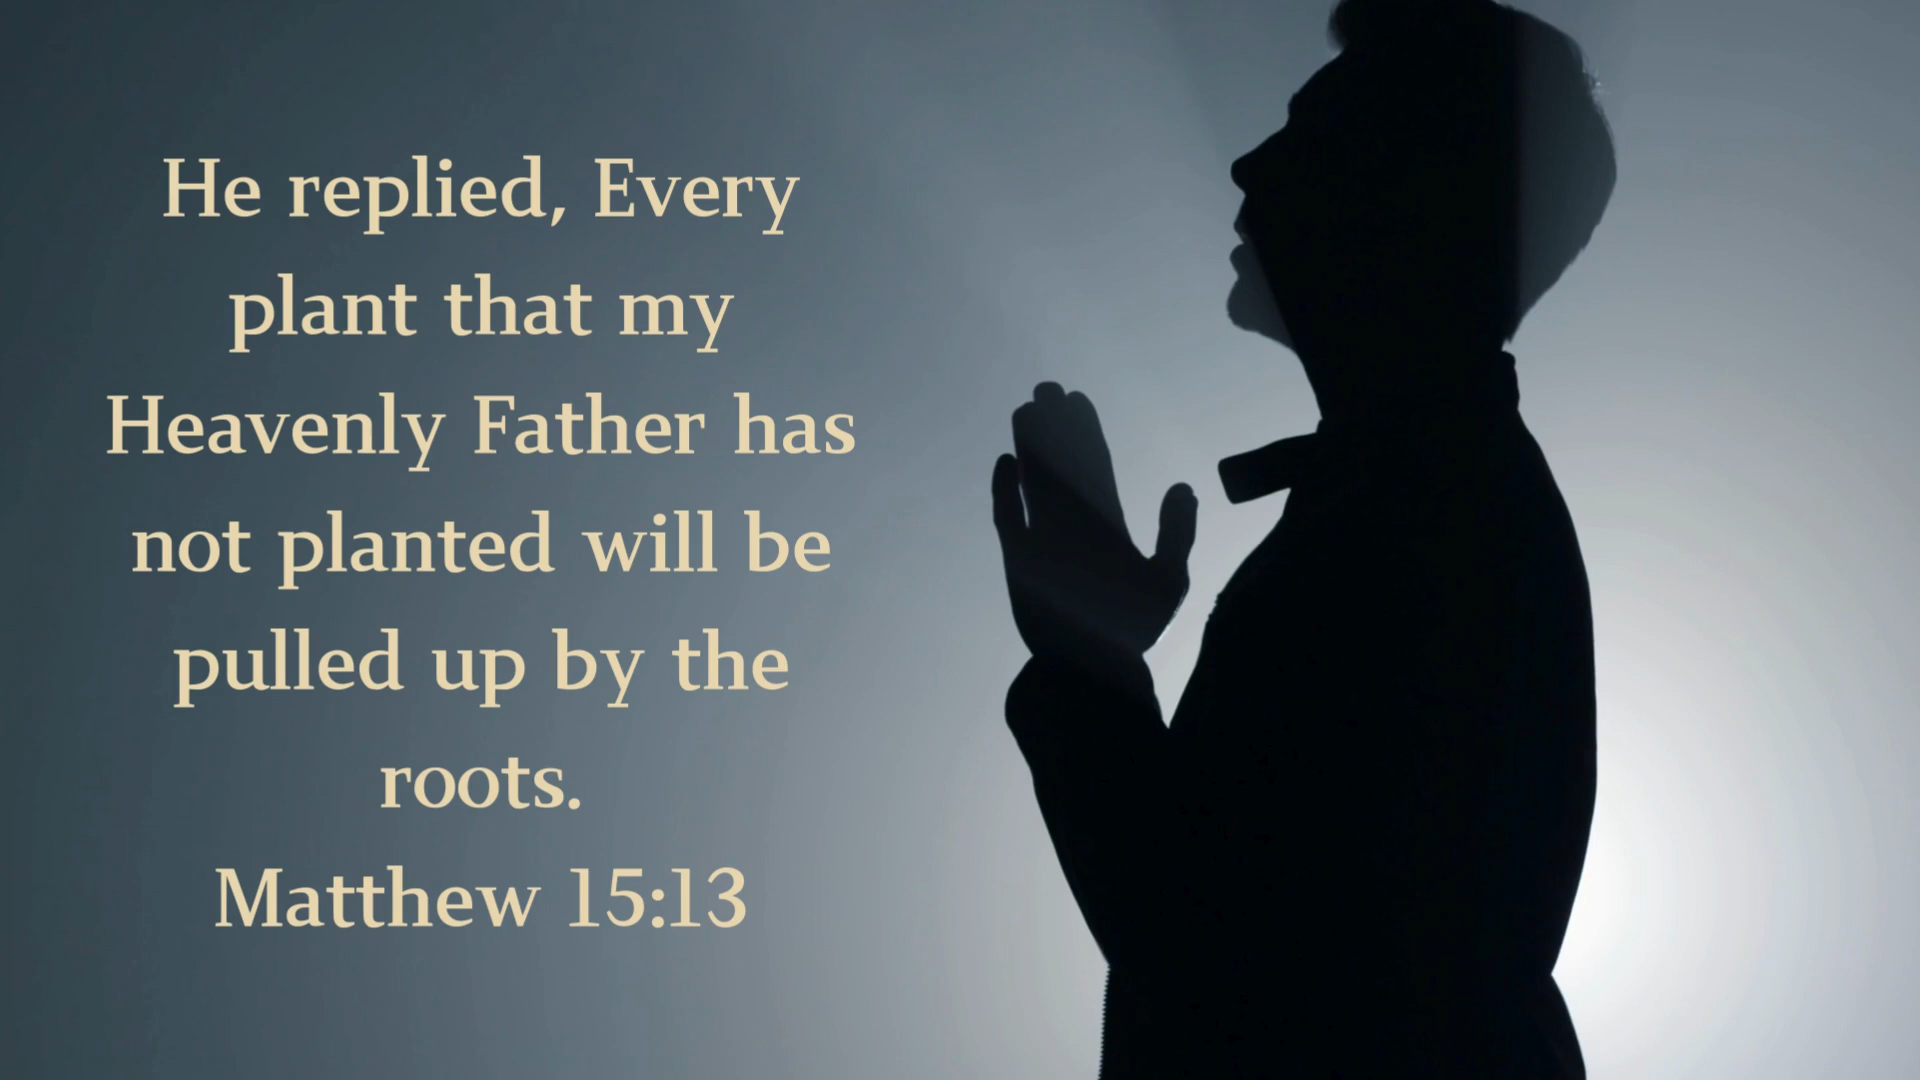 He replied, Every
plant that my
Heavenly Father has
not planted will be
pulled up by the
roots.
Matthew 15:13